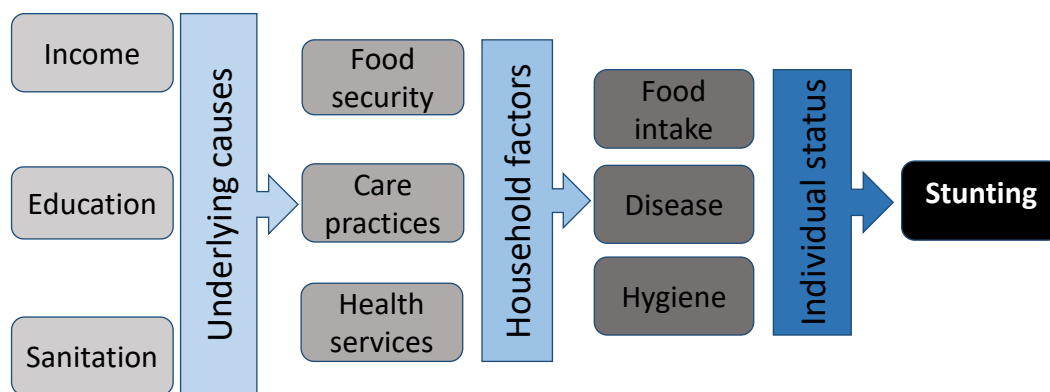 Income
Education
Sanitation
Underlying causes
Food
security
Care
practices
Health
services
Household factors
Food
intake
Disease
Hygiene
Individual status
Stunting